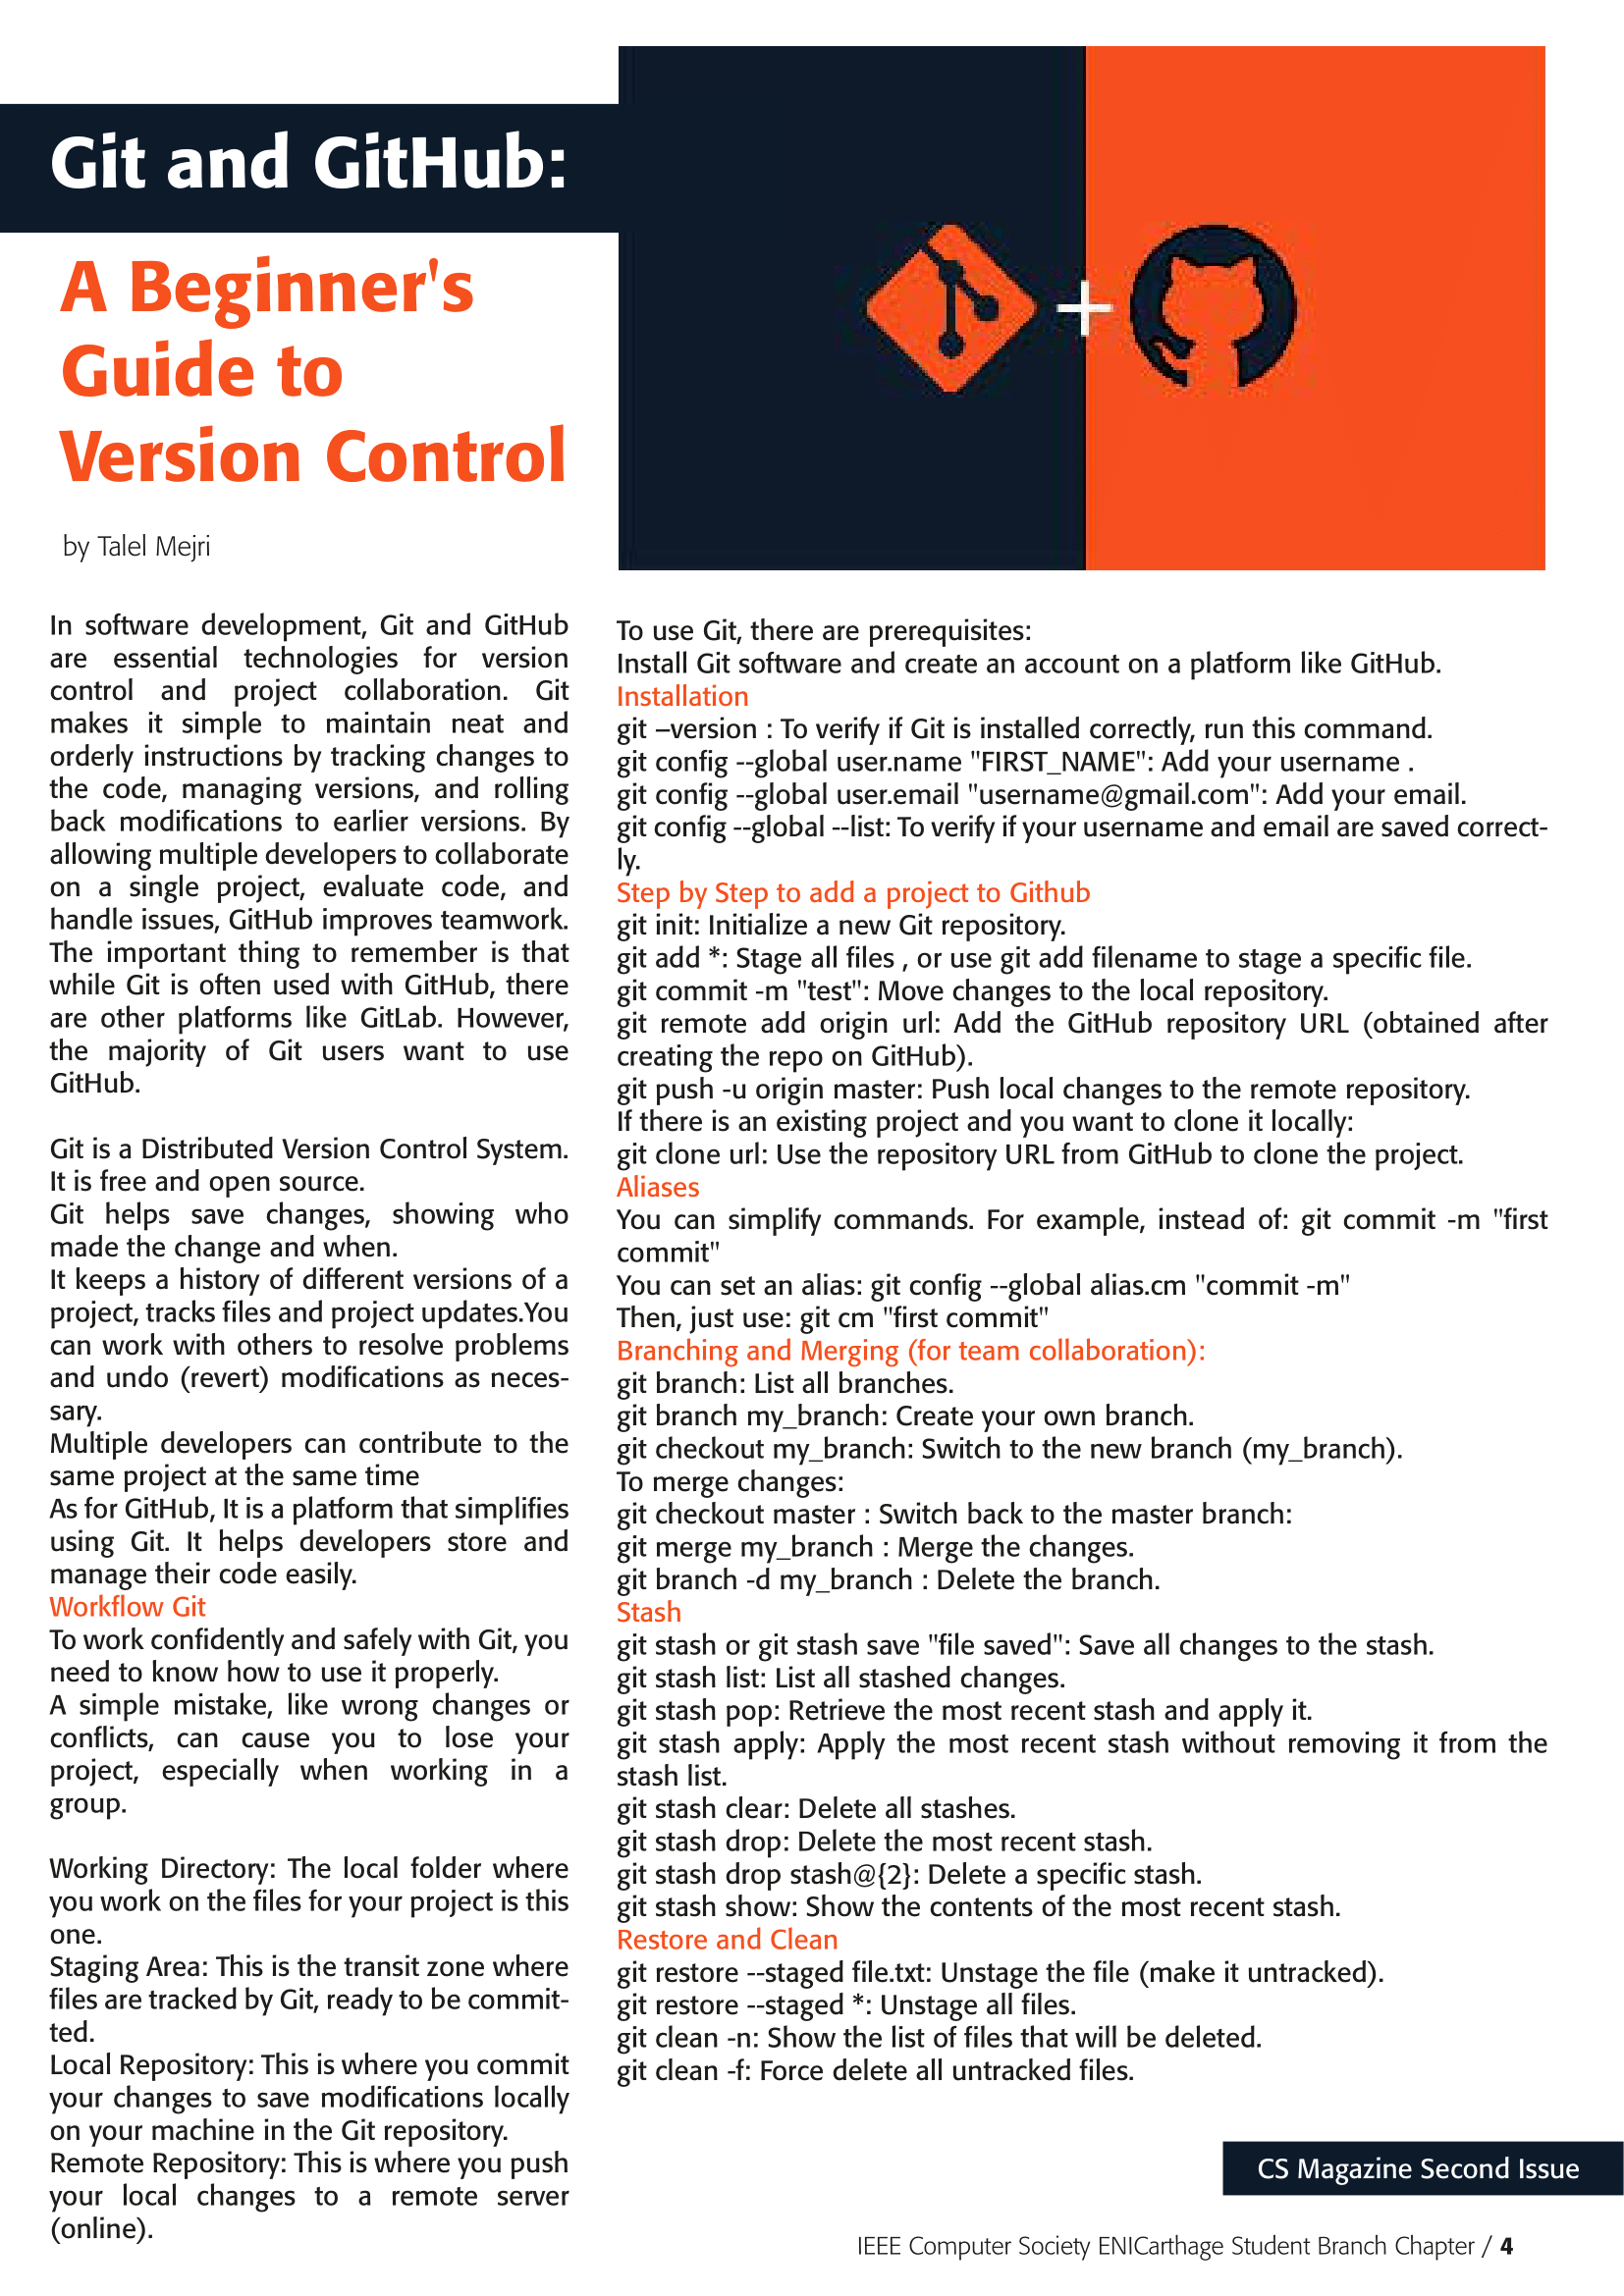 Git and GitHub:
A Beginner's
Guide to
Version Control
by Talel Mejri
In software development, Git and GitHub
are essential technologies for version
control and project collaboration. Git
makes it simple to maintain neat and
orderly instructions by tracking changes to
the code, managing versions, and rolling
back modifications to earlier versions. By
allowing multiple developers to collaborate
on a single project, evaluate code, and
handle issues, GitHub improves teamwork.
The important thing to remember is that
while Git is often used with GitHub, there
are other platforms like GitLab. However,
the majority of Git users want to use
GitHub.
Git is a Distributed Version Control System.
It is free and open source.
Git helps save changes, showing who
made the change and when.
It keeps a history of different versions of a
project, tracks files and project updates.You
can work with others to resolve problems
and undo (revert) modifications as neces-
sary.
Multiple developers can contribute to the
same project at the same time
As for GitHub, It is a platform that simplifies
using Git. It helps developers store and
manage their code easily.
Workflow Git
To work confidently and safely with Git, you
need to know how to use it properly.
A simple mistake, like wrong changes or
conflicts, can cause you to lose your
project, especially when working in a
group.
Working Directory: The local folder where
you work on the files for your project is this
one.
Staging Area: This is the transit zone where
files are tracked by Git, ready to be commit-
ted.
Local Repository: This is where you commit
your changes to save modifications locally
on your machine in the Git repository.
Remote Repository: This is where you push
your local changes to a remote server
(online).
To use Git, there are prerequisites:
Install Git software and create an account on a platform like GitHub.
Installation
git –version : To verify if Git is installed correctly, run this command.
git config --global user.name "FIRST_NAME": Add your username .
git config --global user.email "username@gmail.com": Add your email.
git config --global --list: To verify if your username and email are saved correct-
ly.
Step by Step to add a project to Github
git init: Initialize a new Git repository.
git add *: Stage all files , or use git add filename to stage a specific file.
git commit -m "test": Move changes to the local repository.
git remote add origin url: Add the GitHub repository URL (obtained after
creating the repo on GitHub).
git push -u origin master: Push local changes to the remote repository.
If there is an existing project and you want to clone it locally:
git clone url: Use the repository URL from GitHub to clone the project.
Aliases
You can simplify commands. For example, instead of: git commit -m "first
commit"
You can set an alias: git config --global alias.cm "commit -m"
Then, just use: git cm "first commit"
Branching and Merging (for team collaboration):
git branch: List all branches.
git branch my_branch: Create your own branch.
git checkout my_branch: Switch to the new branch (my_branch).
To merge changes:
git checkout master : Switch back to the master branch:
git merge my_branch : Merge the changes.
git branch -d my_branch : Delete the branch.
Stash
git stash or git stash save "file saved": Save all changes to the stash.
git stash list: List all stashed changes.
git stash pop: Retrieve the most recent stash and apply it.
git stash apply: Apply the most recent stash without removing it from the
stash list.
git stash clear: Delete all stashes.
git stash drop: Delete the most recent stash.
git stash drop stash@{2}: Delete a specific stash.
git stash show: Show the contents of the most recent stash.
Restore and Clean
git restore --staged file.txt: Unstage the file (make it untracked).
git restore --staged *: Unstage all files.
git clean -n: Show the list of files that will be deleted.
git clean -f: Force delete all untracked files.
CS Magazine Second Issue
IEEE Computer Society ENICarthage Student Branch Chapter / 4